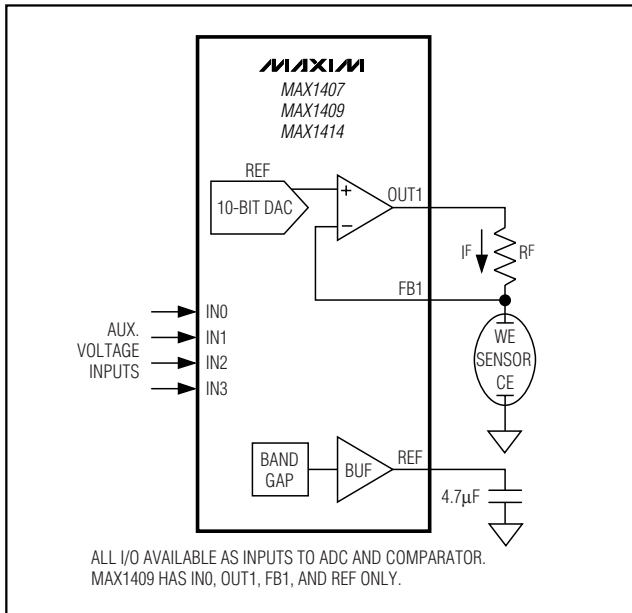 MAXIM
MAX1407
MAX1409
MAX1414
REF
10-BIT DAC
+
−
OUT1
IF
RF
FB1
AUX.
VOLTAGE
INPUTS
IN0
IN1
IN2
IN3
WE
SENSOR
CE
BAND
GAP
BUF
REF
4.7μF
ALL I/O AVAILABLE AS INPUTS TO ADC AND COMPARATOR.
MAX1409 HAS IN0, OUT1, FB1, AND REF ONLY.